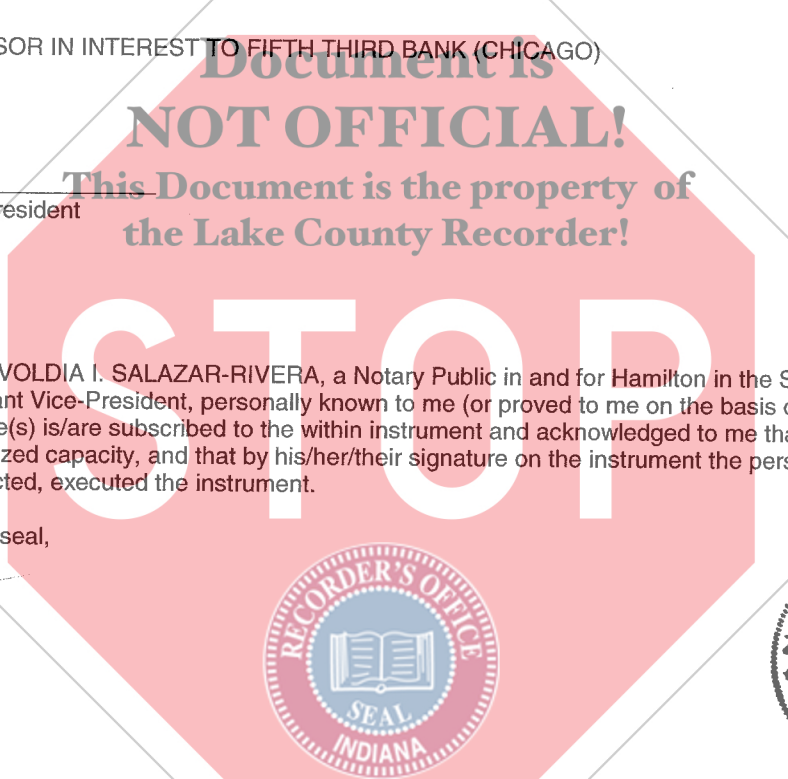 SOR IN INTEREST TO FIFTH THIRD BANK (CHICAGO)
Document is
NOT OFFICIAL!
This Document is the property of
resident
the Lake County Recorder!
STOP
VOLDIA I. SALAZAR-RIVERA, a Notary Public in and for Hamilton in the S
ant Vice-President, personally known to me (or proved to me on the basis o
e(s) is/are subscribed to the within instrument and acknowledged to me tha
zed capacity, and that by his/her/their signature on the instrument the pers
cted, executed the instrument.
seal,
RECORDER'S OFFICE
SEAL
INDIANA